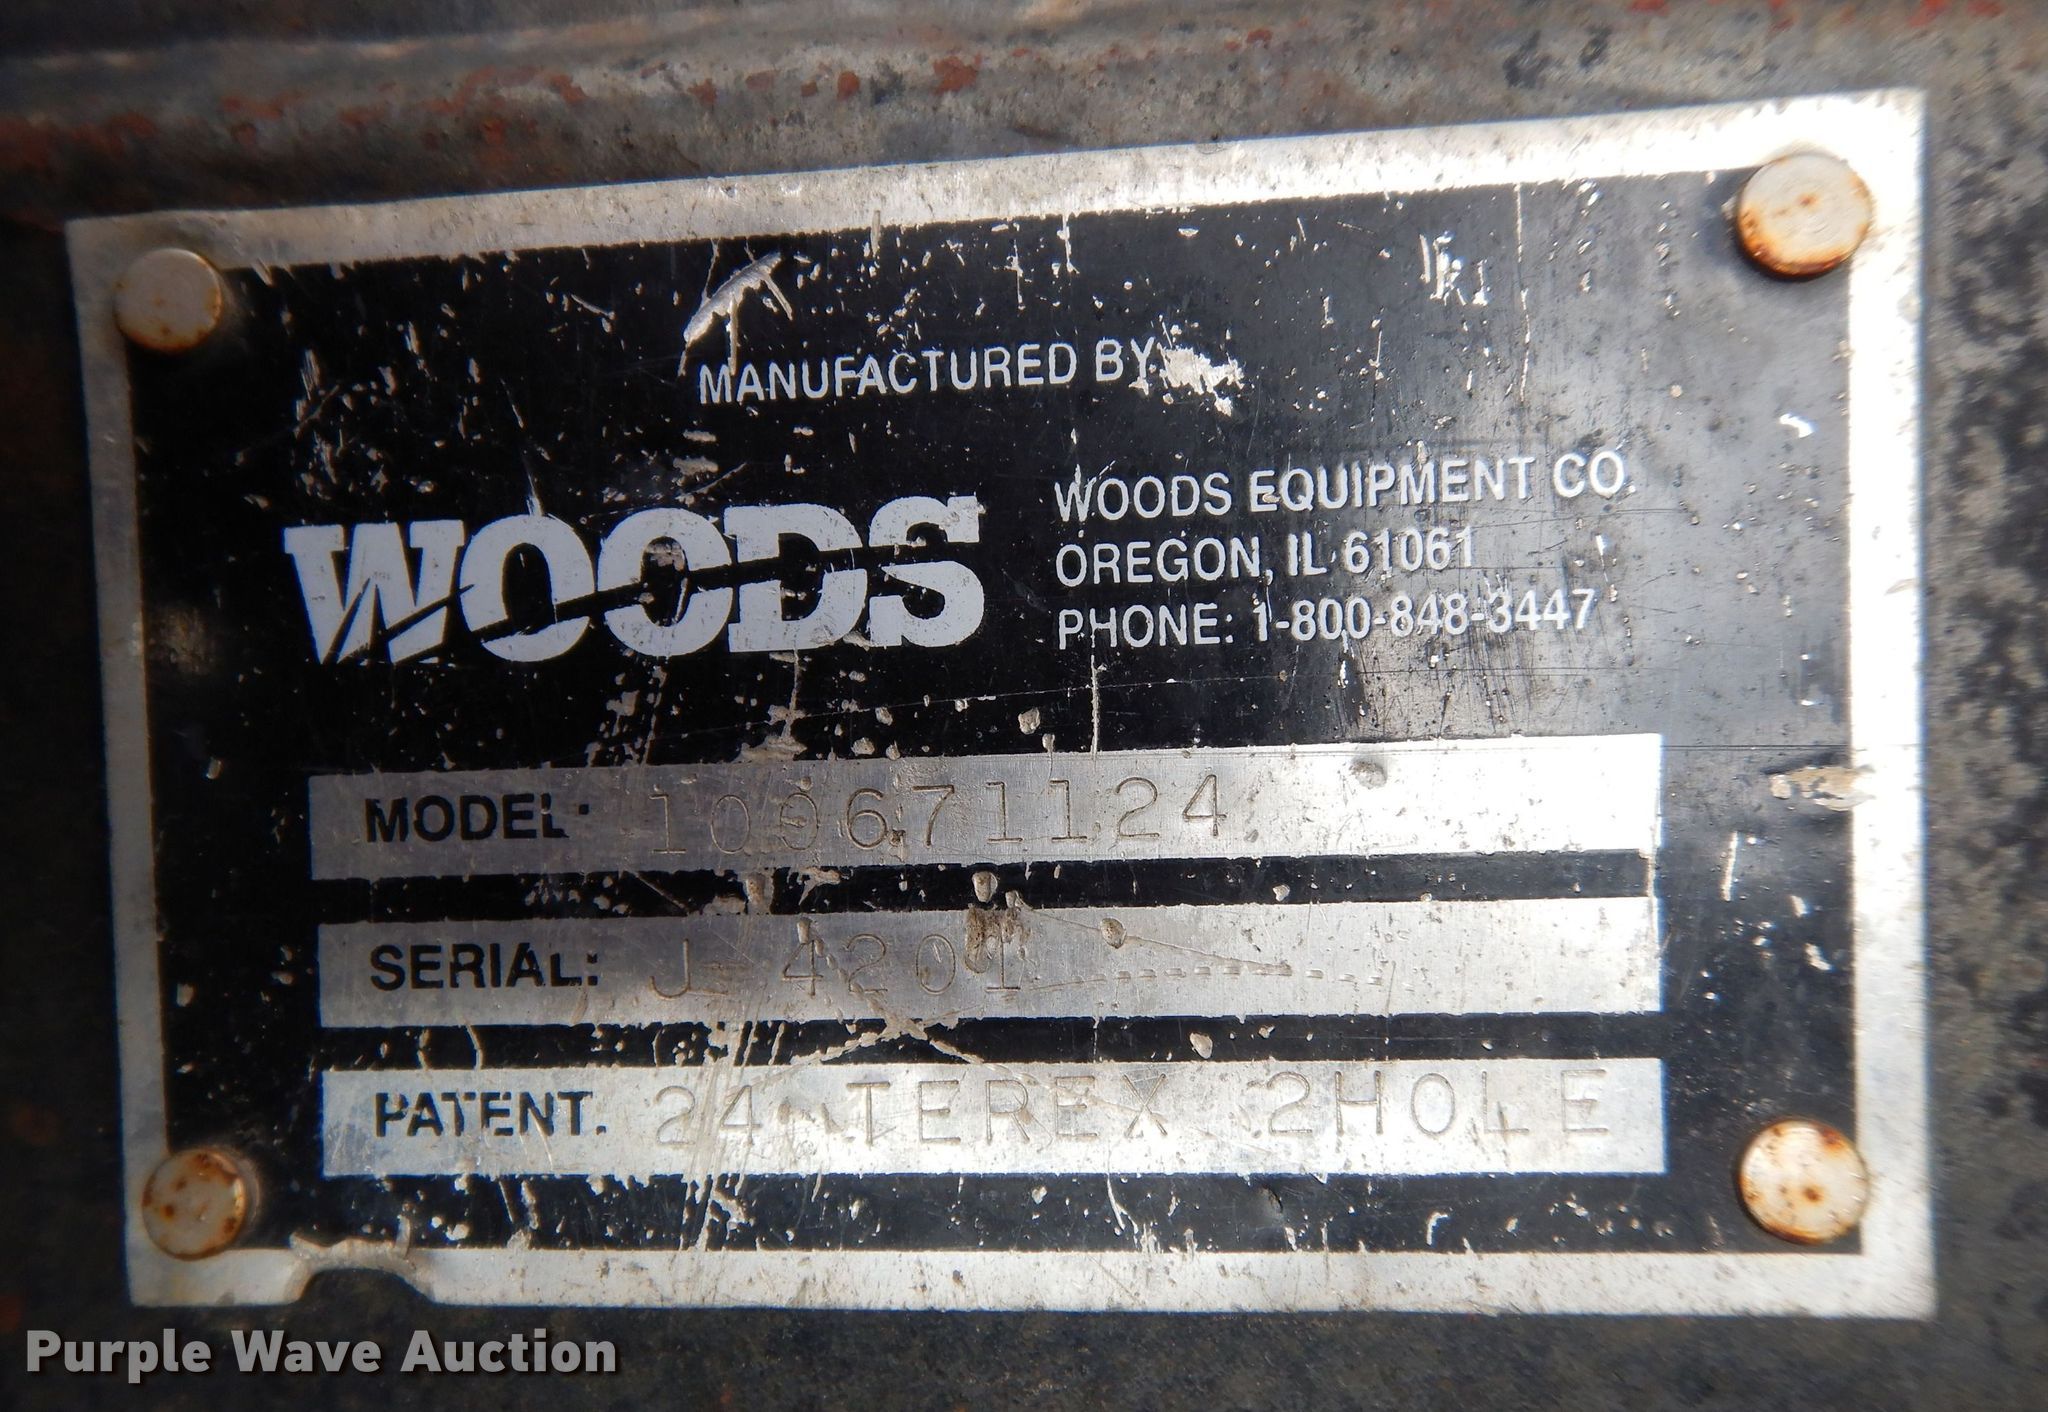 MANUFACTURED BY
WOODS
WOODS EQUIPMENT CO.
OREGON, IL 61061
PHONE: 1-800-848-3447
MODEL: 100671124
SERIAL: J 4201 --------------
PATENT. 24 TEREX 2HOLE
Purple Wave Auction